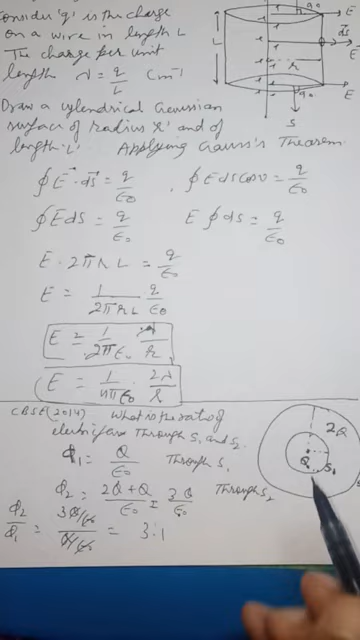 Consider 'q' is the charge
on a wire in length L
The charge per unit
length λ = q/L Cm⁻¹
Draw a cylendrical Gaussian
surface of radius 'r' and of
length 'L'. Applying Gauss's Theorem.
∮ E⃗ · ds⃗ = q/ε₀ , ∮ E ds cos0 = q/ε₀
∮ E ds = q/ε₀ E ∮ ds = q/ε₀
E · 2πrL = q/ε₀
E = 1/2πrL q/ε₀
E = 1/2πε₀ λ/r
E = 1/4πε₀ 2λ/r
CBSE(2014) What is the ratio of
electric flux through S₁ and S₂
ϕ₁ = Q/ε₀ Through S₁
ϕ₂ = 2Q+Q/ε₀ = 3Q/ε₀ Through S₂
ϕ₂/ϕ₁ = 3Q/ε₀ / Q/ε₀ = 3:1
E
90
L
ds⃗
E
r
E
90
S
2Q
Q
S₁